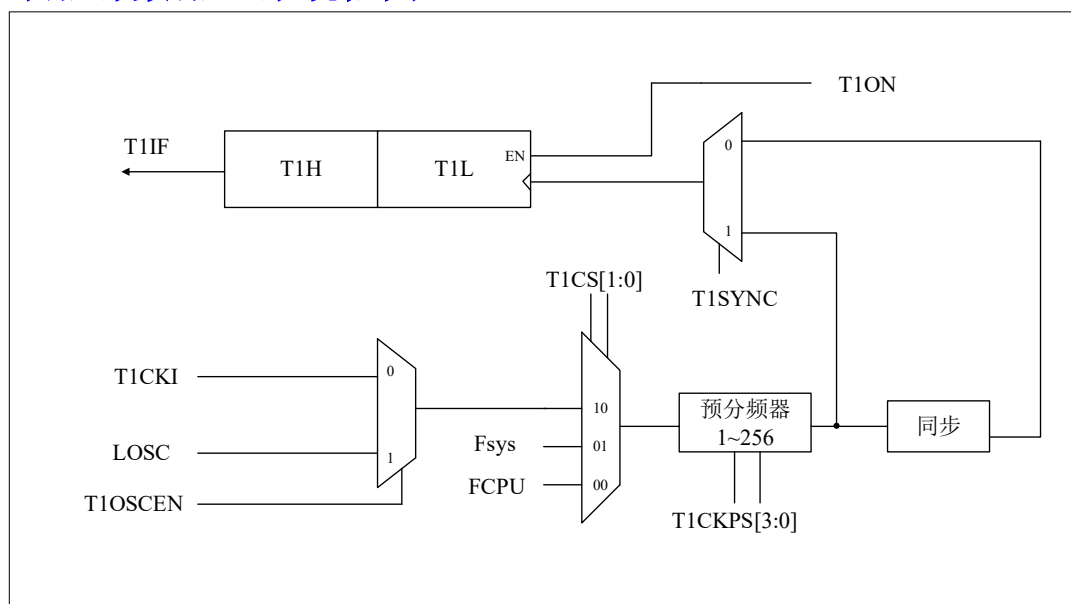 T1ON
T1IF
T1H
T1L
EN
0
1
T1CS[1:0]
T1SYNC
T1CKI
0
10
预分频器
1~256
同步
LOSC
1
Fsys
01
FCPU
00
T1OSCEN
T1CKPS[3:0]